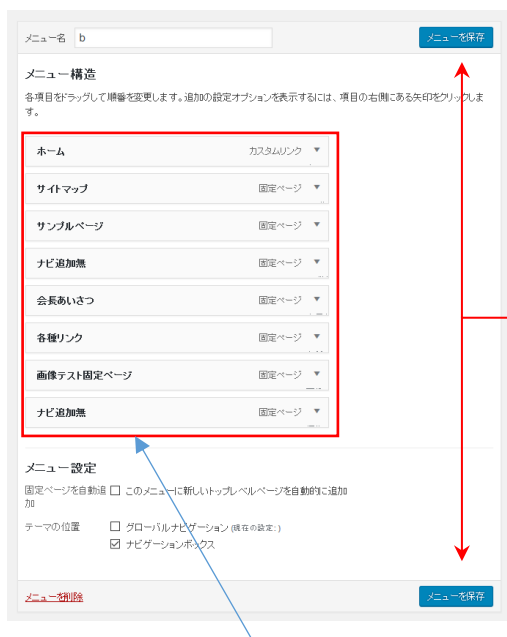 メニュー名 b メニューを保存
メニュー構造
各項目をドラッグして順番を変更します。追加の設定オプションを表示するには、項目の右側にある矢印をクリックしま
す。
ホーム カスタムリンク
サイトマップ 固定ページ
サンプルページ 固定ページ
ナビ追加無 固定ページ
会長あいさつ 固定ページ
各種リンク 固定ページ
画像テスト固定ページ 固定ページ
ナビ追加無 固定ページ
メニュー設定
固定ページを自動追 このメニューに新しいトップレベルページを自動的に追加
加
テーマの位置 グローバルナビゲーション (現在の設定: )
ナビゲーションボックス
メニューを削除 メニューを保存